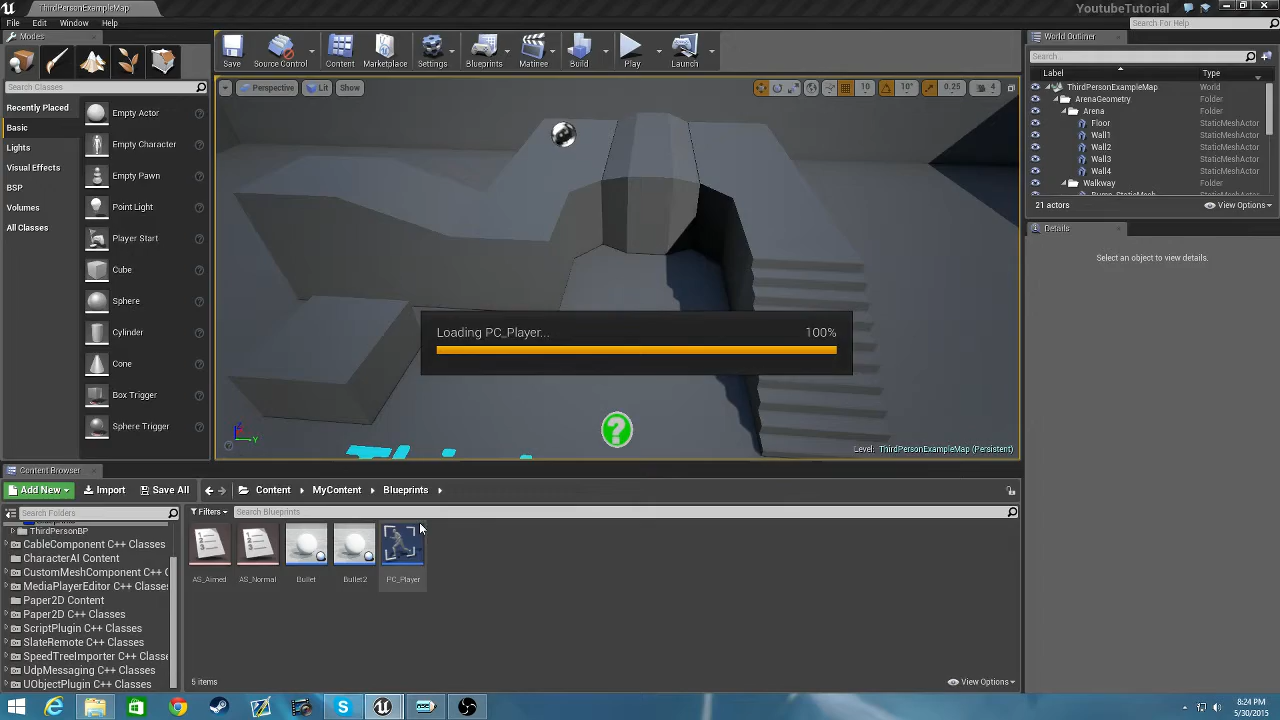 ThirdPersonExampleMap
YoutubeTutorial
File Edit Window Help
Search For Help
Modes
Search Classes
Recently Placed
Basic
Lights
Visual Effects
BSP
Volumes
All Classes
Empty Actor
Empty Character
Empty Pawn
Point Light
Player Start
Cube
Sphere
Cylinder
Cone
Box Trigger
Sphere Trigger
Save Source Control Content Marketplace Settings Blueprints Matinee Build Play Launch
Perspective Lit Show
10 10° 0.25 4
Loading PC_Player... 100%
Level: ThirdPersonExampleMap (Persistent)
World Outliner
Search...
Label Type
ThirdPersonExampleMap World
ArenaGeometry Folder
Arena Folder
Floor StaticMeshActor
Wall1 StaticMeshActor
Wall2 StaticMeshActor
Wall3 StaticMeshActor
Wall4 StaticMeshActor
Walkway Folder
21 actors View Options
Details
Select an object to view details.
Content Browser
Add New Import Save All Content MyContent Blueprints
Search Folders
Filters Search Blueprints
ThirdPersonBP
CableComponent C++ Classes
CharacterAI Content
CustomMeshComponent C
MediaPlayerEditor C++ Classes
Paper2D Content
Paper2D C++ Classes
ScriptPlugin C++ Classes
SlateRemote C++ Classes
SpeedTreeImporter C++ Classe
UdpMessaging C++ Classes
UObjectPlugin C++ Classes
AS_Aimed AS_Normal Bullet Bullet2 PC_Player
5 items View Options
8:24 PM
5/30/2015